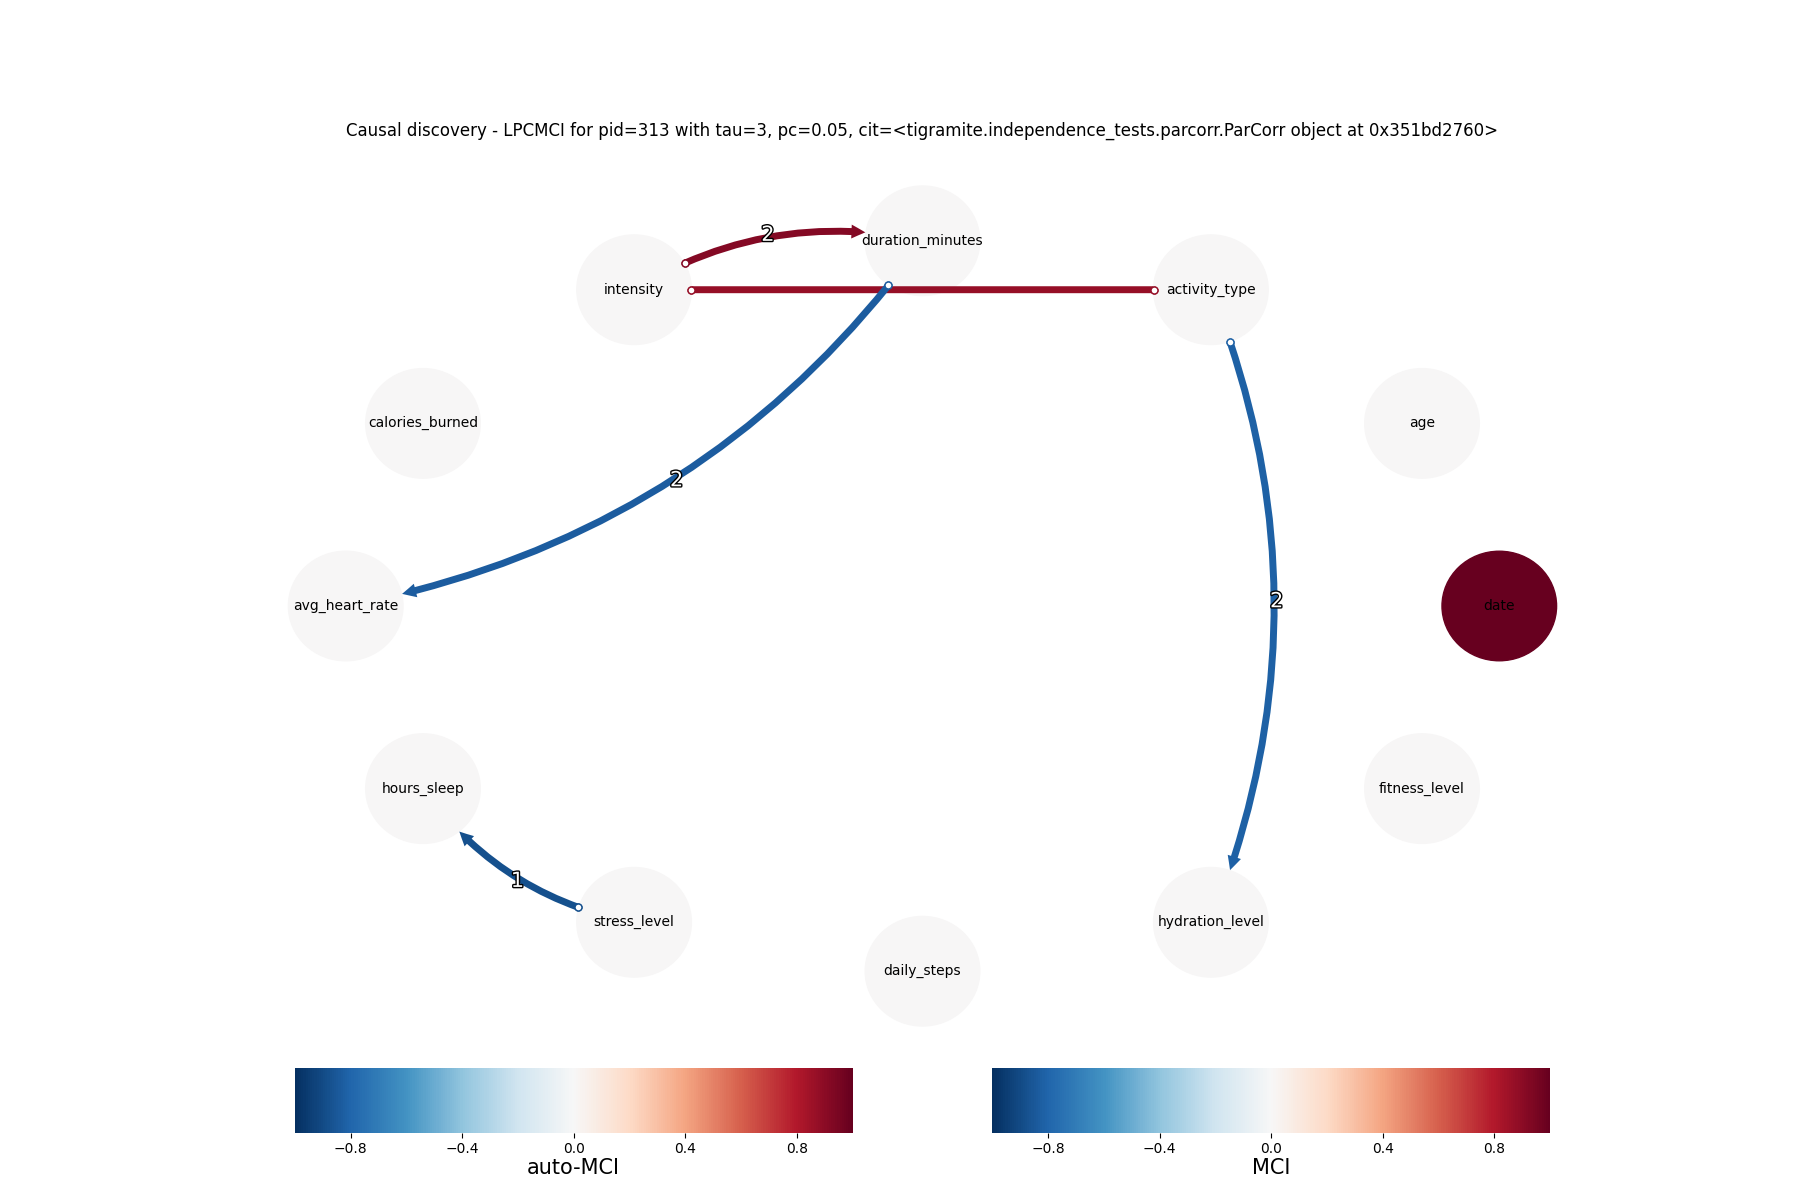 Causal discovery - LPCMCI for pid=313 with tau=3, pc=0.05, cit=<tigramite.independence_tests.parcorr.ParCorr object at 0x351bd2760>
2
duration_minutes
intensity
activity_type
calories_burned
age
2
avg_heart_rate
2
date
hours_sleep
fitness_level
1
stress_level
hydration_level
daily_steps
−0.8 −0.4 0.0 0.4 0.8
auto-MCI
−0.8 −0.4 0.0 0.4 0.8
MCI